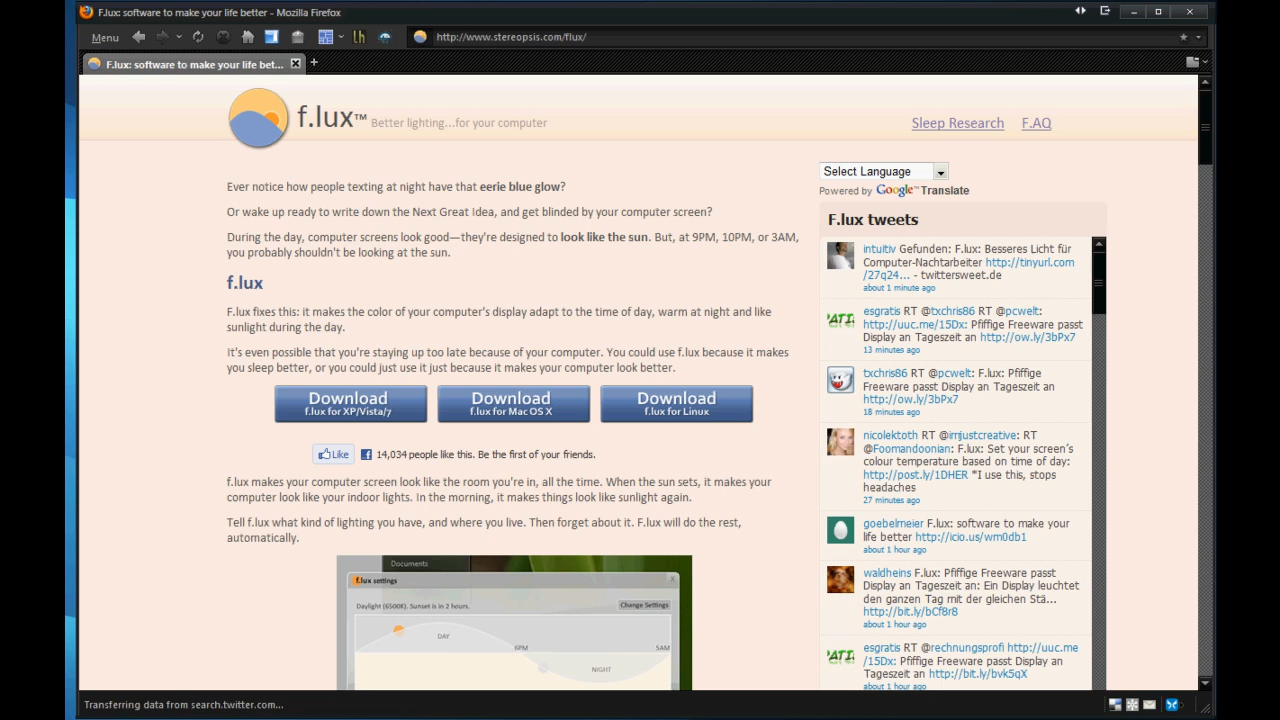 F.lux: software to make your life better - Mozilla Firefox
Menu
http://www.stereopsis.com/flux/
F.lux: software to make your life bet...
f.lux™ Better lighting...for your computer
Sleep Research F.AQ
Ever notice how people texting at night have that eerie blue glow?
Or wake up ready to write down the Next Great Idea, and get blinded by your computer screen?
During the day, computer screens look good—they're designed to look like the sun. But, at 9PM, 10PM, or 3AM,
you probably shouldn't be looking at the sun.
f.lux
F.lux fixes this: it makes the color of your computer's display adapt to the time of day, warm at night and like
sunlight during the day.
It's even possible that you're staying up too late because of your computer. You could use f.lux because it makes
you sleep better, or you could just use it just because it makes your computer look better.
Download
f.lux for XP/Vista/7
Download
f.lux for Mac OS X
Download
f.lux for Linux
Like 14,034 people like this. Be the first of your friends.
f.lux makes your computer screen look like the room you're in, all the time. When the sun sets, it makes your
computer look like your indoor lights. In the morning, it makes things look like sunlight again.
Tell f.lux what kind of lighting you have, and where you live. Then forget about it. F.lux will do the rest,
automatically.
Documents
f.lux settings
Daylight (6500K). Sunset is in 2 hours.
Change Settings
DAY
6PM
5AM
NIGHT
Select Language
Powered by Google™ Translate
F.lux tweets
intuitiv Gefunden: F.lux: Besseres Licht für
Computer-Nachtarbeiter http://tinyurl.com
/27q24... - twittersweet.de
about 1 minute ago
esgratis RT @txchris86 RT @pcwelt:
http://uuc.me/15Dx: Pfiffige Freeware passt
Display an Tageszeit an http://ow.ly/3bPx7
13 minutes ago
txchris86 RT @pcwelt: F.lux: Pfiffige
Freeware passt Display an Tageszeit an
http://ow.ly/3bPx7
18 minutes ago
nicolektoth RT @irnjustcreative: RT
@Foomandoonian: F.lux: Set your screen's
colour temperature based on time of day:
http://post.ly/1DHER *I use this, stops
headaches
27 minutes ago
goebelmeier F.lux: software to make your
life better http://icio.us/wm0db1
about 1 hour ago
waldheins F.lux: Pfiffige Freeware passt
Display an Tageszeit an: Ein Display leuchtet
den ganzen Tag mit der gleichen Stä...
http://bit.ly/bCf8r8
about 1 hour ago
esgratis RT @rechnungsprofi http://uuc.me
/15Dx: Pfiffige Freeware passt Display an
Tageszeit an http://bit.ly/bvk5qX
about 1 hour ago
Transferring data from search.twitter.com...